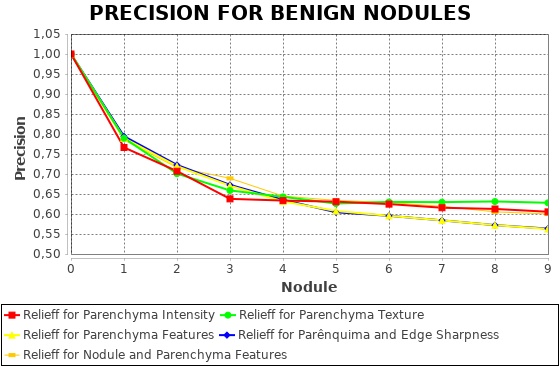 PRECISION FOR BENIGN NODULES
1,05
1,00
0,95
0,90
0,85
0,80
0,75
0,70
0,65
0,60
0,55
0,50
Precision
0 1 2 3 4 5 6 7 8 9
Nodule
Relieff for Parenchyma Intensity Relieff for Parenchyma Texture
Relieff for Parenchyma Features Relieff for Parênquima and Edge Sharpness
Relieff for Nodule and Parenchyma Features